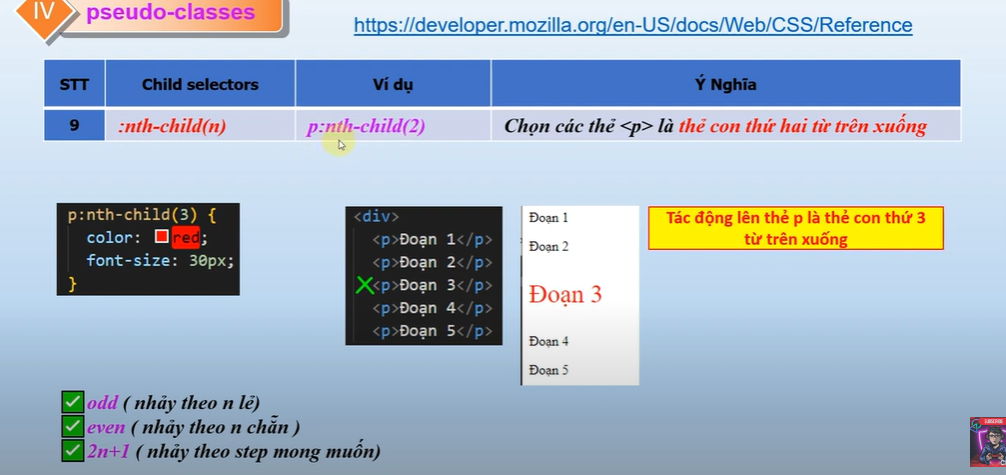 IV pseudo-classes
https://developer.mozilla.org/en-US/docs/Web/CSS/Reference
STT Child selectors Ví dụ Ý Nghĩa
9 :nth-child(n) p:nth-child(2) Chọn các thẻ <p> là thẻ con thứ hai từ trên xuống
p:nth-child(3) {
color: red;
font-size: 30px;
}
<div>
<p>Đoạn 1</p>
<p>Đoạn 2</p>
<p>Đoạn 3</p>
<p>Đoạn 4</p>
<p>Đoạn 5</p>
Đoạn 1
Đoạn 2
Đoạn 3
Đoạn 4
Đoạn 5
Tác động lên thẻ p là thẻ con thứ 3
từ trên xuống
odd ( nhảy theo n lẻ)
even ( nhảy theo n chẵn )
2n+1 ( nhảy theo step mong muốn)
SUBSCRIBE